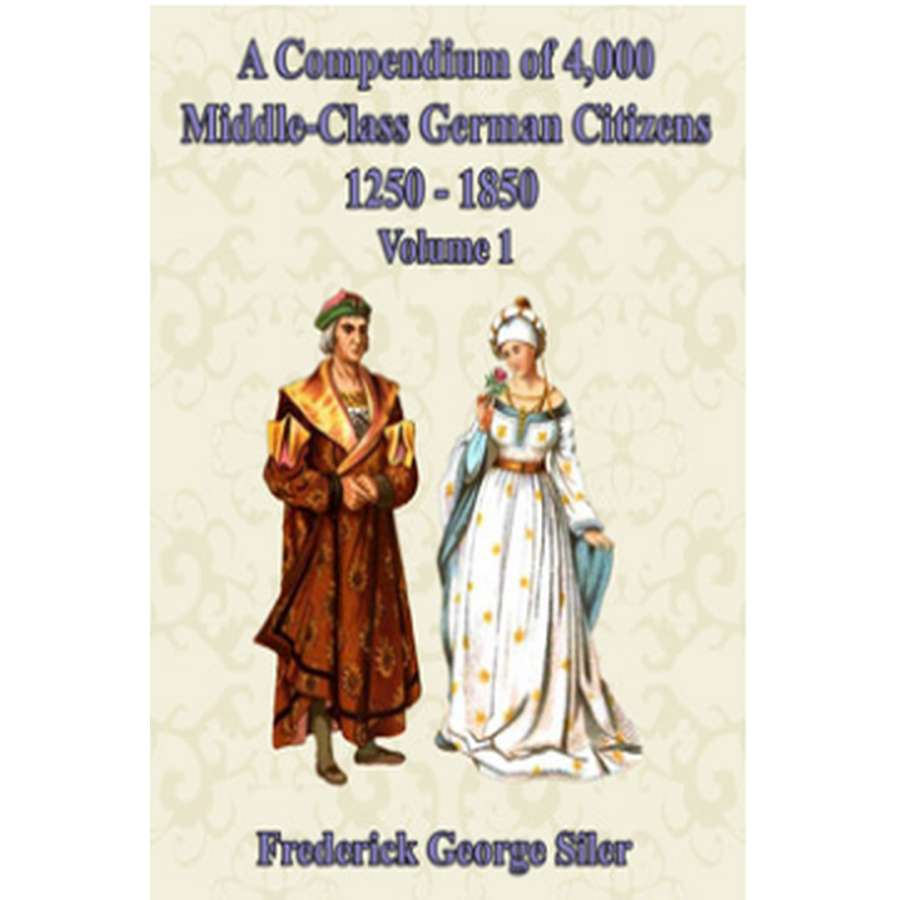 A Compendium of 4,000
Middle-Class German Citizens
1250 - 1850
Volume 1
Frederick George Siler